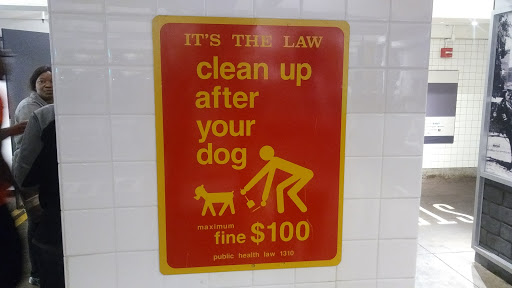 IT'S THE LAW
clean up
after
your
dog
maximum
fine $100
public health law 1310